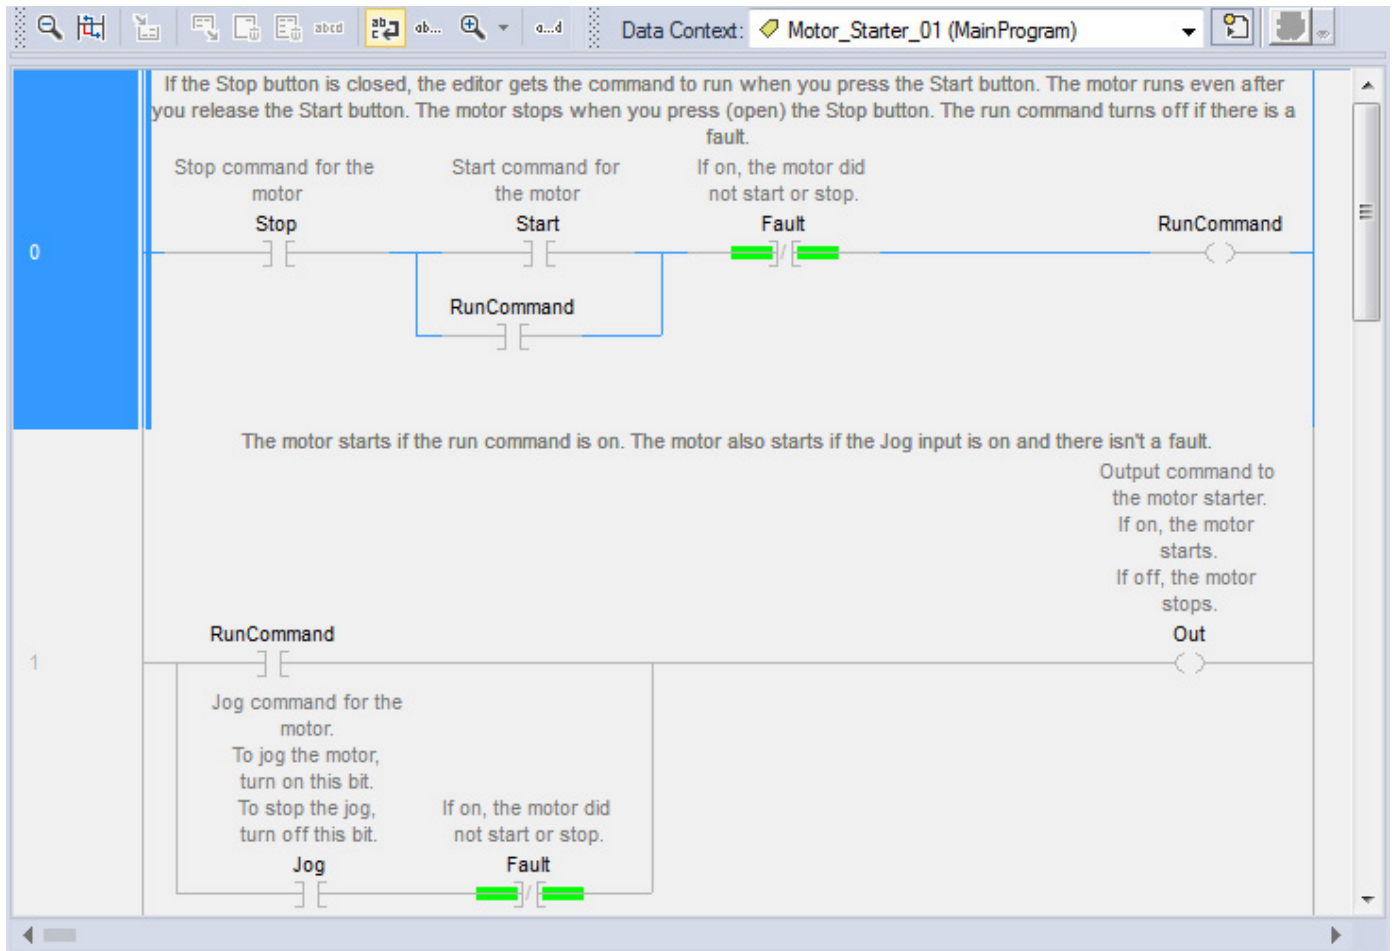 abcd
ab...
a...d
Data Context: Motor_Starter_01 (MainProgram)
If the Stop button is closed, the editor gets the command to run when you press the Start button. The motor runs even after
you release the Start button. The motor stops when you press (open) the Stop button. The run command turns off if there is a
fault.
Stop command for the
motor
Stop
Start command for
the motor
Start
If on, the motor did
not start or stop.
Fault
RunCommand
0
RunCommand
The motor starts if the run command is on. The motor also starts if the Jog input is on and there isn't a fault.
Output command to
the motor starter.
If on, the motor
starts.
If off, the motor
stops.
Out
RunCommand
1
Jog command for the
motor.
To jog the motor,
turn on this bit.
To stop the jog,
turn off this bit.
Jog
If on, the motor did
not start or stop.
Fault